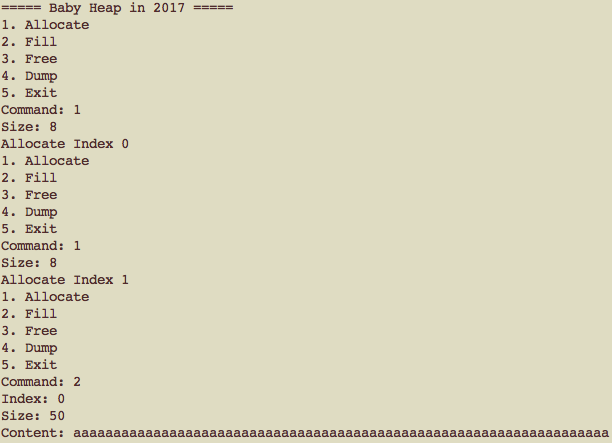 ===== Baby Heap in 2017 =====
1. Allocate
2. Fill
3. Free
4. Dump
5. Exit
Command: 1
Size: 8
Allocate Index 0
1. Allocate
2. Fill
3. Free
4. Dump
5. Exit
Command: 1
Size: 8
Allocate Index 1
1. Allocate
2. Fill
3. Free
4. Dump
5. Exit
Command: 2
Index: 0
Size: 50
Content: aaaaaaaaaaaaaaaaaaaaaaaaaaaaaaaaaaaaaaaaaaaaaaaaaaaaaaaaaaaaaaaaaaa